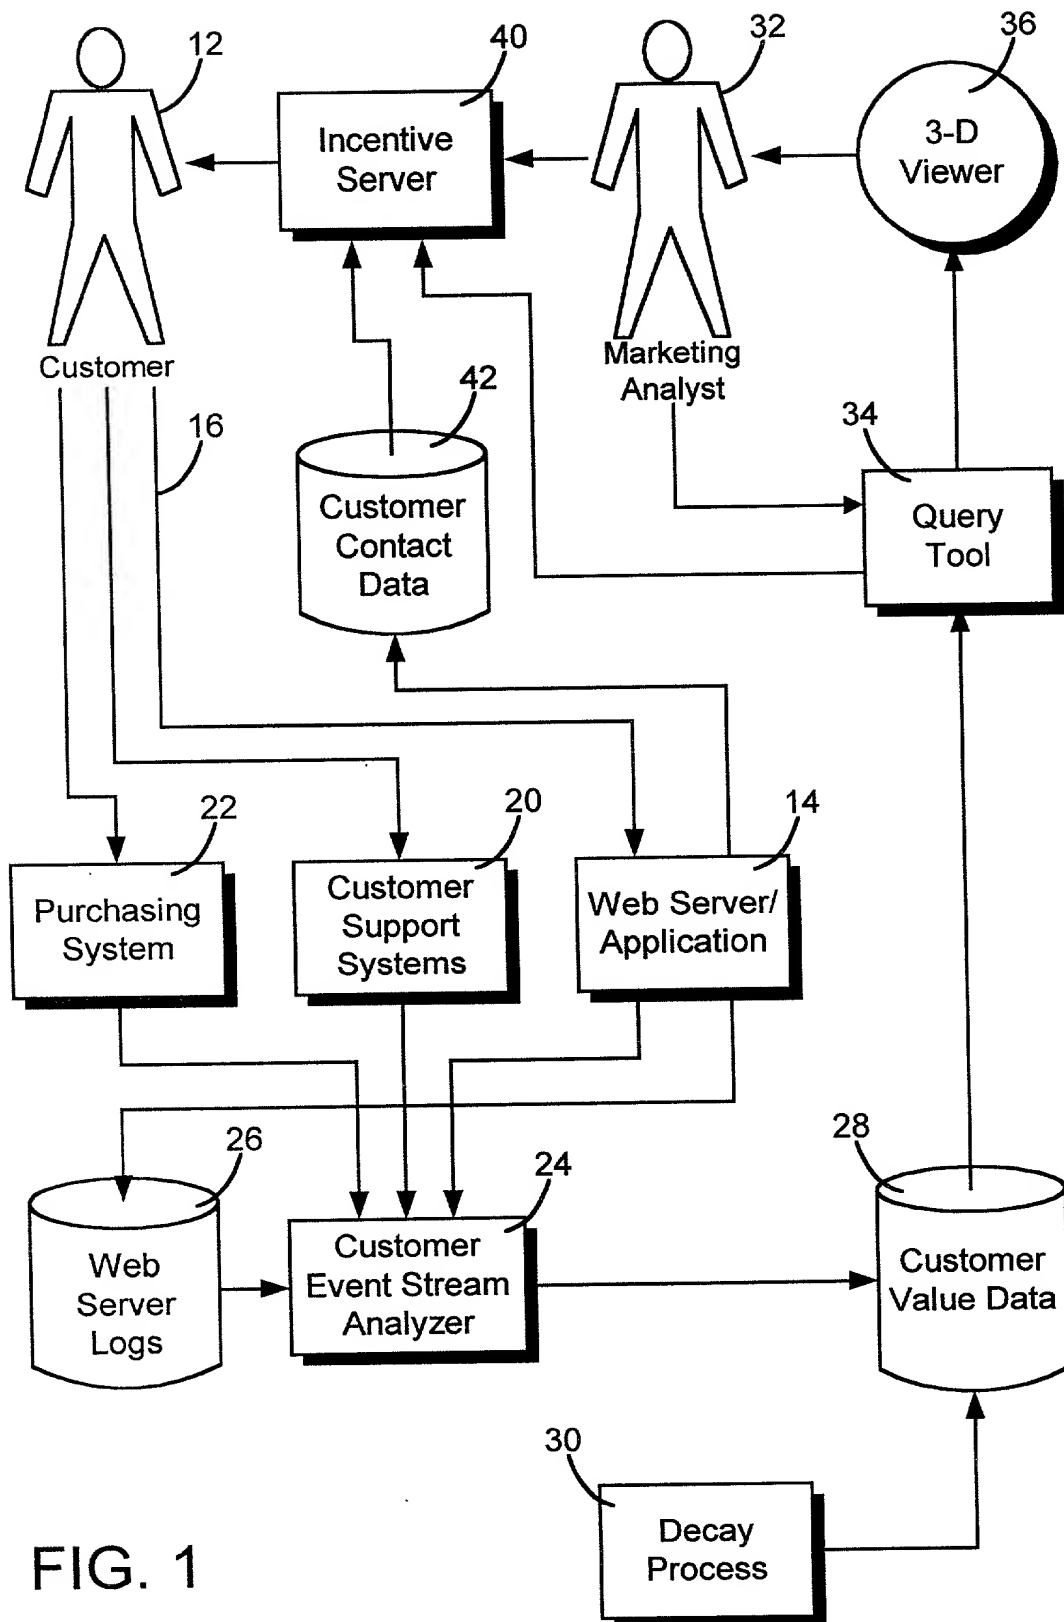 12
40
32
36
Incentive
Server
3-D
Viewer
Customer
Marketing
Analyst
16
42
34
Customer
Contact
Data
Query
Tool
22
20
14
Purchasing
System
Customer
Support
Systems
Web Server/
Application
26
24
28
Web
Server
Logs
Customer
Event Stream
Analyzer
Customer
Value Data
30
Decay
Process
FIG. 1